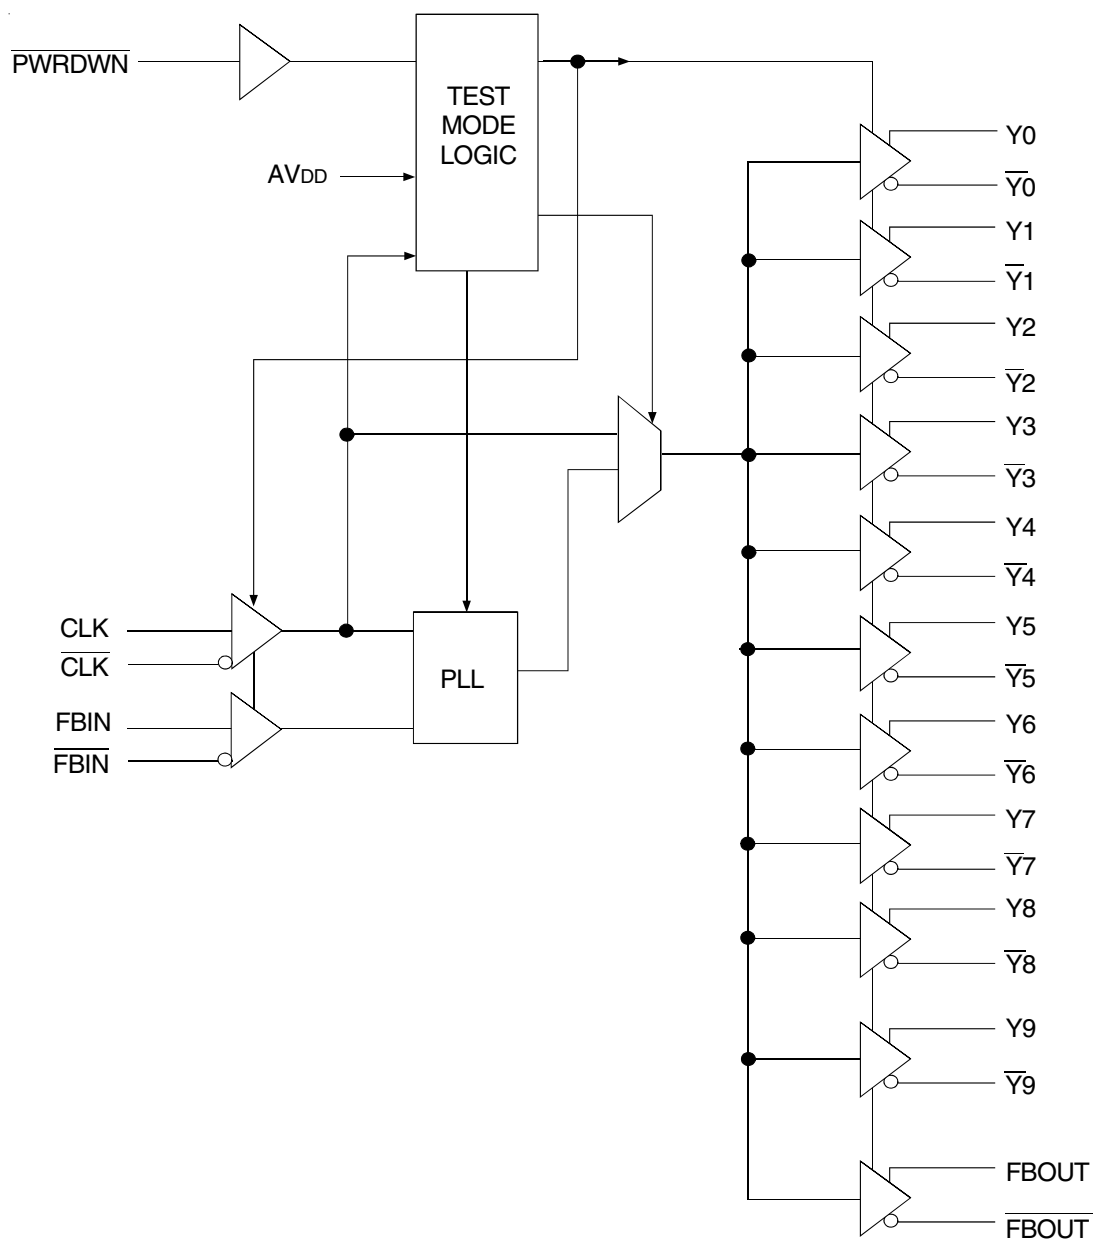 PWRDWN
TEST
MODE
LOGIC
AVDD
CLK
CLK
FBIN
FBIN
PLL
Y0
Y0
Y1
Y1
Y2
Y2
Y3
Y3
Y4
Y4
Y5
Y5
Y6
Y6
Y7
Y7
Y8
Y8
Y9
Y9
FBOUT
FBOUT